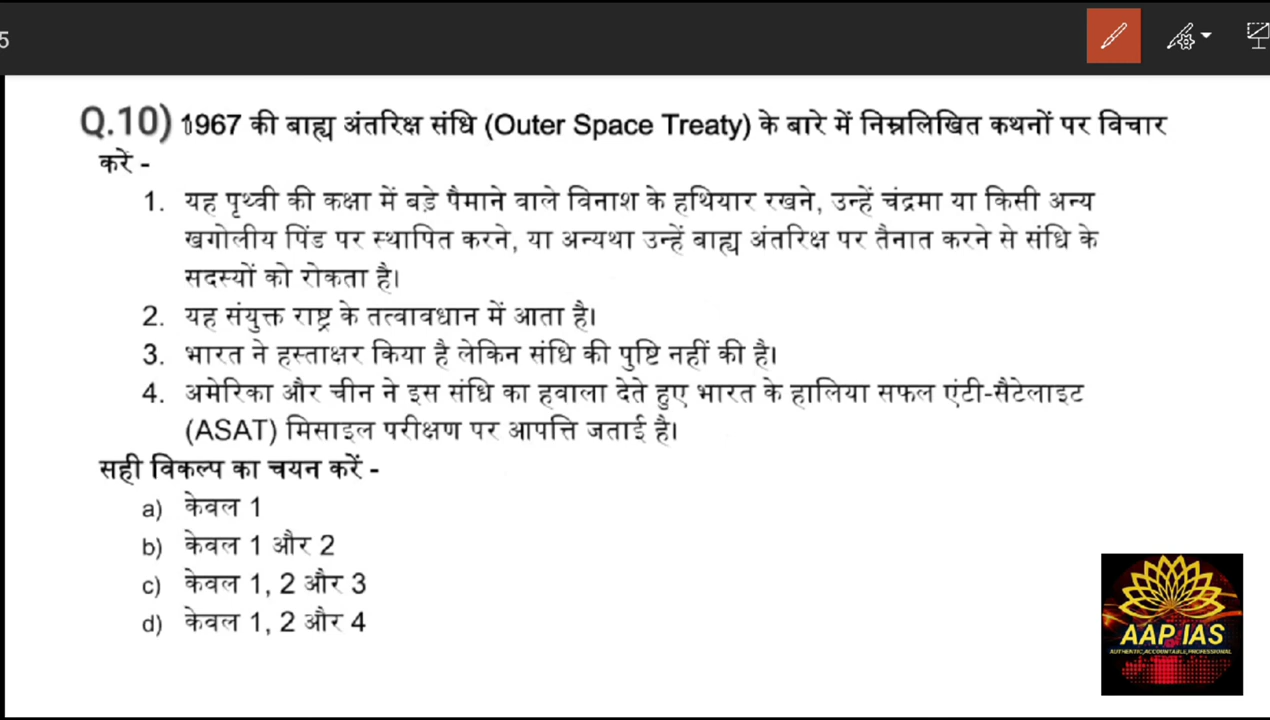 5
Q.10) 1967 की बाह्य अंतरिक्ष संधि (Outer Space Treaty) के बारे में निम्नलिखित कथनों पर विचार
करें -
1. यह पृथ्वी की कक्षा में बड़े पैमाने वाले विनाश के हथियार रखने, उन्हें चंद्रमा या किसी अन्य
खगोलीय पिंड पर स्थापित करने, या अन्यथा उन्हें बाह्य अंतरिक्ष पर तैनात करने से संधि के
सदस्यों को रोकता है।
2. यह संयुक्त राष्ट्र के तत्वावधान में आता है।
3. भारत ने हस्ताक्षर किया है लेकिन संधि की पुष्टि नहीं की है।
4. अमेरिका और चीन ने इस संधि का हवाला देते हुए भारत के हालिया सफल एंटी-सैटेलाइट
(ASAT) मिसाइल परीक्षण पर आपत्ति जताई है।
सही विकल्प का चयन करें -
a) केवल 1
b) केवल 1 और 2
c) केवल 1, 2 और 3
d) केवल 1, 2 और 4
AAP IAS
AUTHENTIC,ACCOUNTABLE,PROFESSIONAL